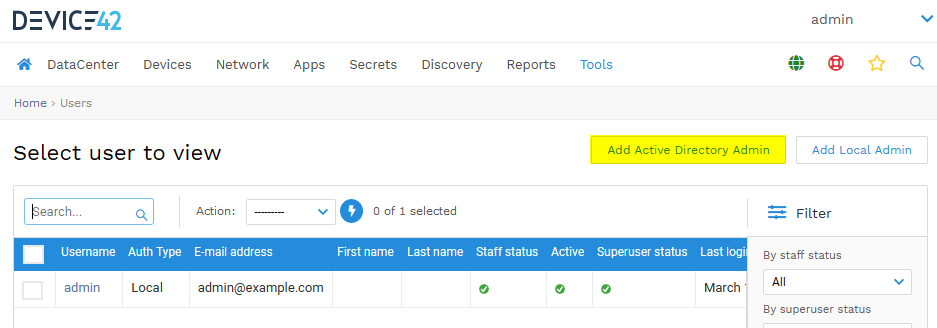 DEVICE42
admin
DataCenter Devices Network Apps Secrets Discovery Reports Tools
Home › Users
Select user to view
Add Active Directory Admin
Add Local Admin
Search...
Action: --------- 0 of 1 selected
Filter
Username Auth Type E-mail address First name Last name Staff status Active Superuser status Last login
By staff status
All
admin Local admin@example.com March
By superuser status